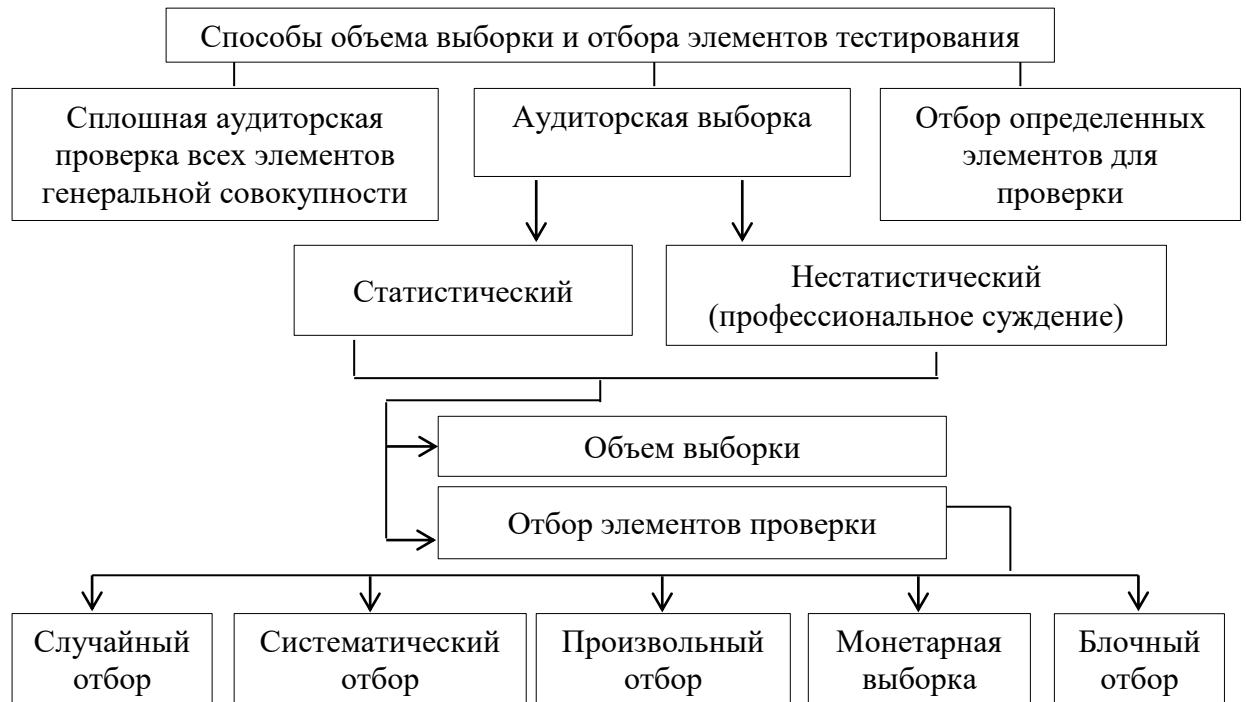 Способы объема выборки и отбора элементов тестирования
Сплошная аудиторская
проверка всех элементов
генеральной совокупности
Аудиторская выборка
Отбор определенных
элементов для
проверки
Статистический
Нестатистический
(профессиональное суждение)
Объем выборки
Отбор элементов проверки
Случайный
отбор
Систематический
отбор
Произвольный
отбор
Монетарная
выборка
Блочный
отбор